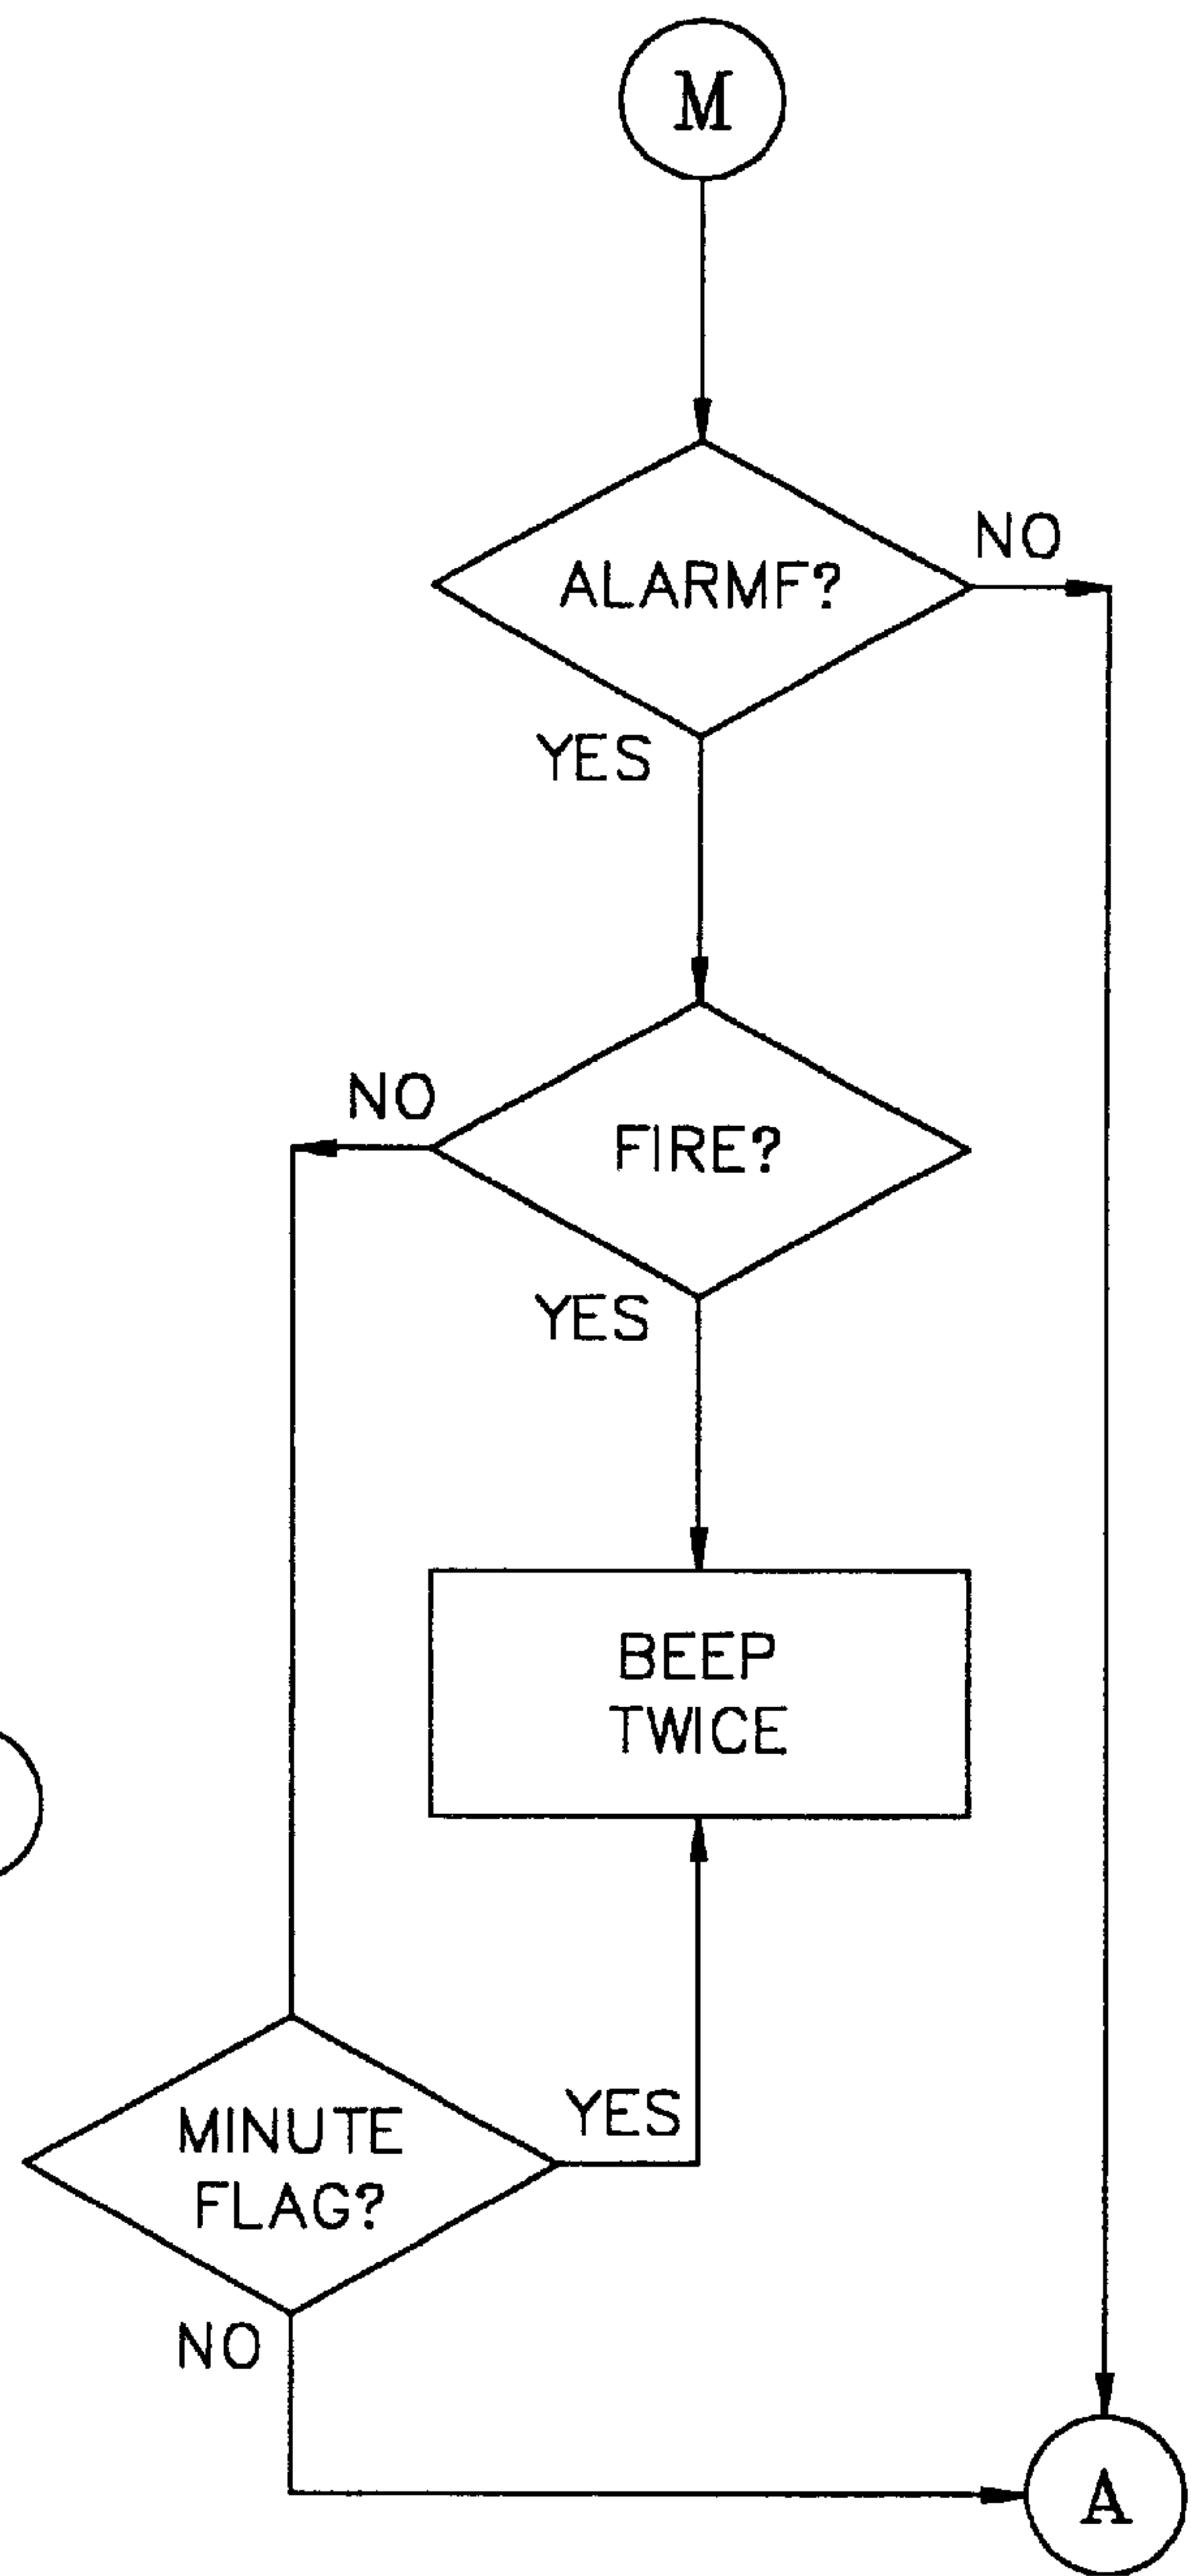 M
ALARMF?
NO
YES
FIRE?
NO
YES
BEEP
TWICE
MINUTE
FLAG?
YES
NO
A